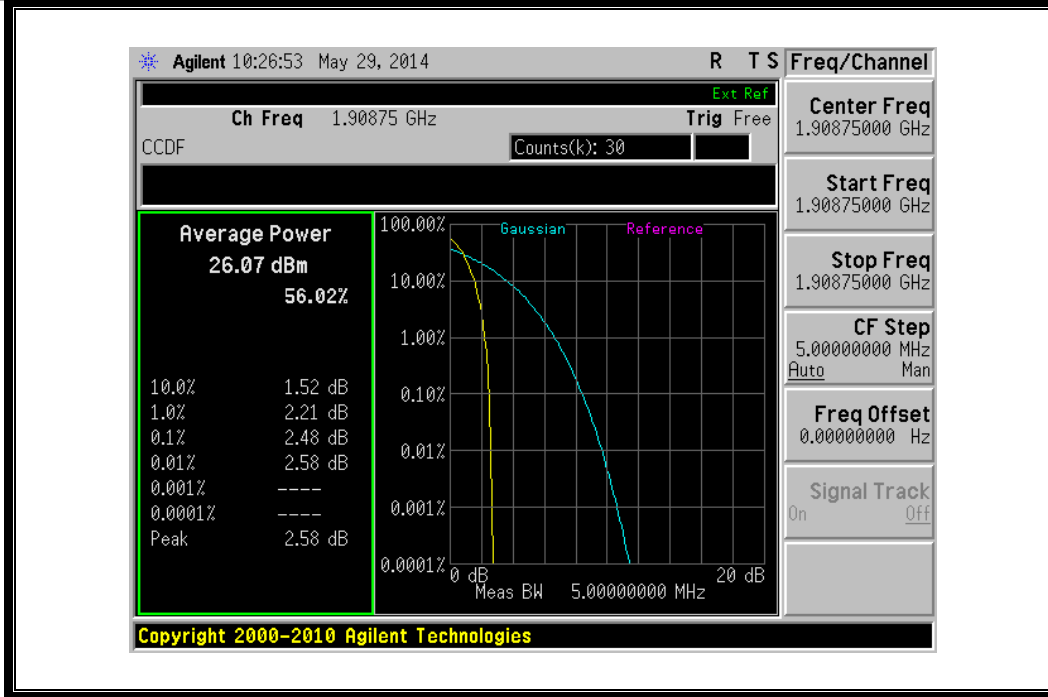 Agilent 10:26:53 May 29, 2014 R T S
Freq/Channel
Ext Ref
Ch Freq 1.90875 GHz Trig Free
CCDF Counts(k): 30
Average Power
26.07 dBm
56.02%
10.0% 1.52 dB
1.0% 2.21 dB
0.1% 2.48 dB
0.01% 2.58 dB
0.001% ----
0.0001% ----
Peak 2.58 dB
100.00%
Gaussian Reference
10.00%
1.00%
0.10%
0.01%
0.001%
0.0001%
0 dB 20 dB
Meas BW 5.00000000 MHz
Center Freq
1.90875000 GHz
Start Freq
1.90875000 GHz
Stop Freq
1.90875000 GHz
CF Step
5.00000000 MHz
Auto Man
Freq Offset
0.00000000 Hz
Signal Track
On Off
Copyright 2000-2010 Agilent Technologies